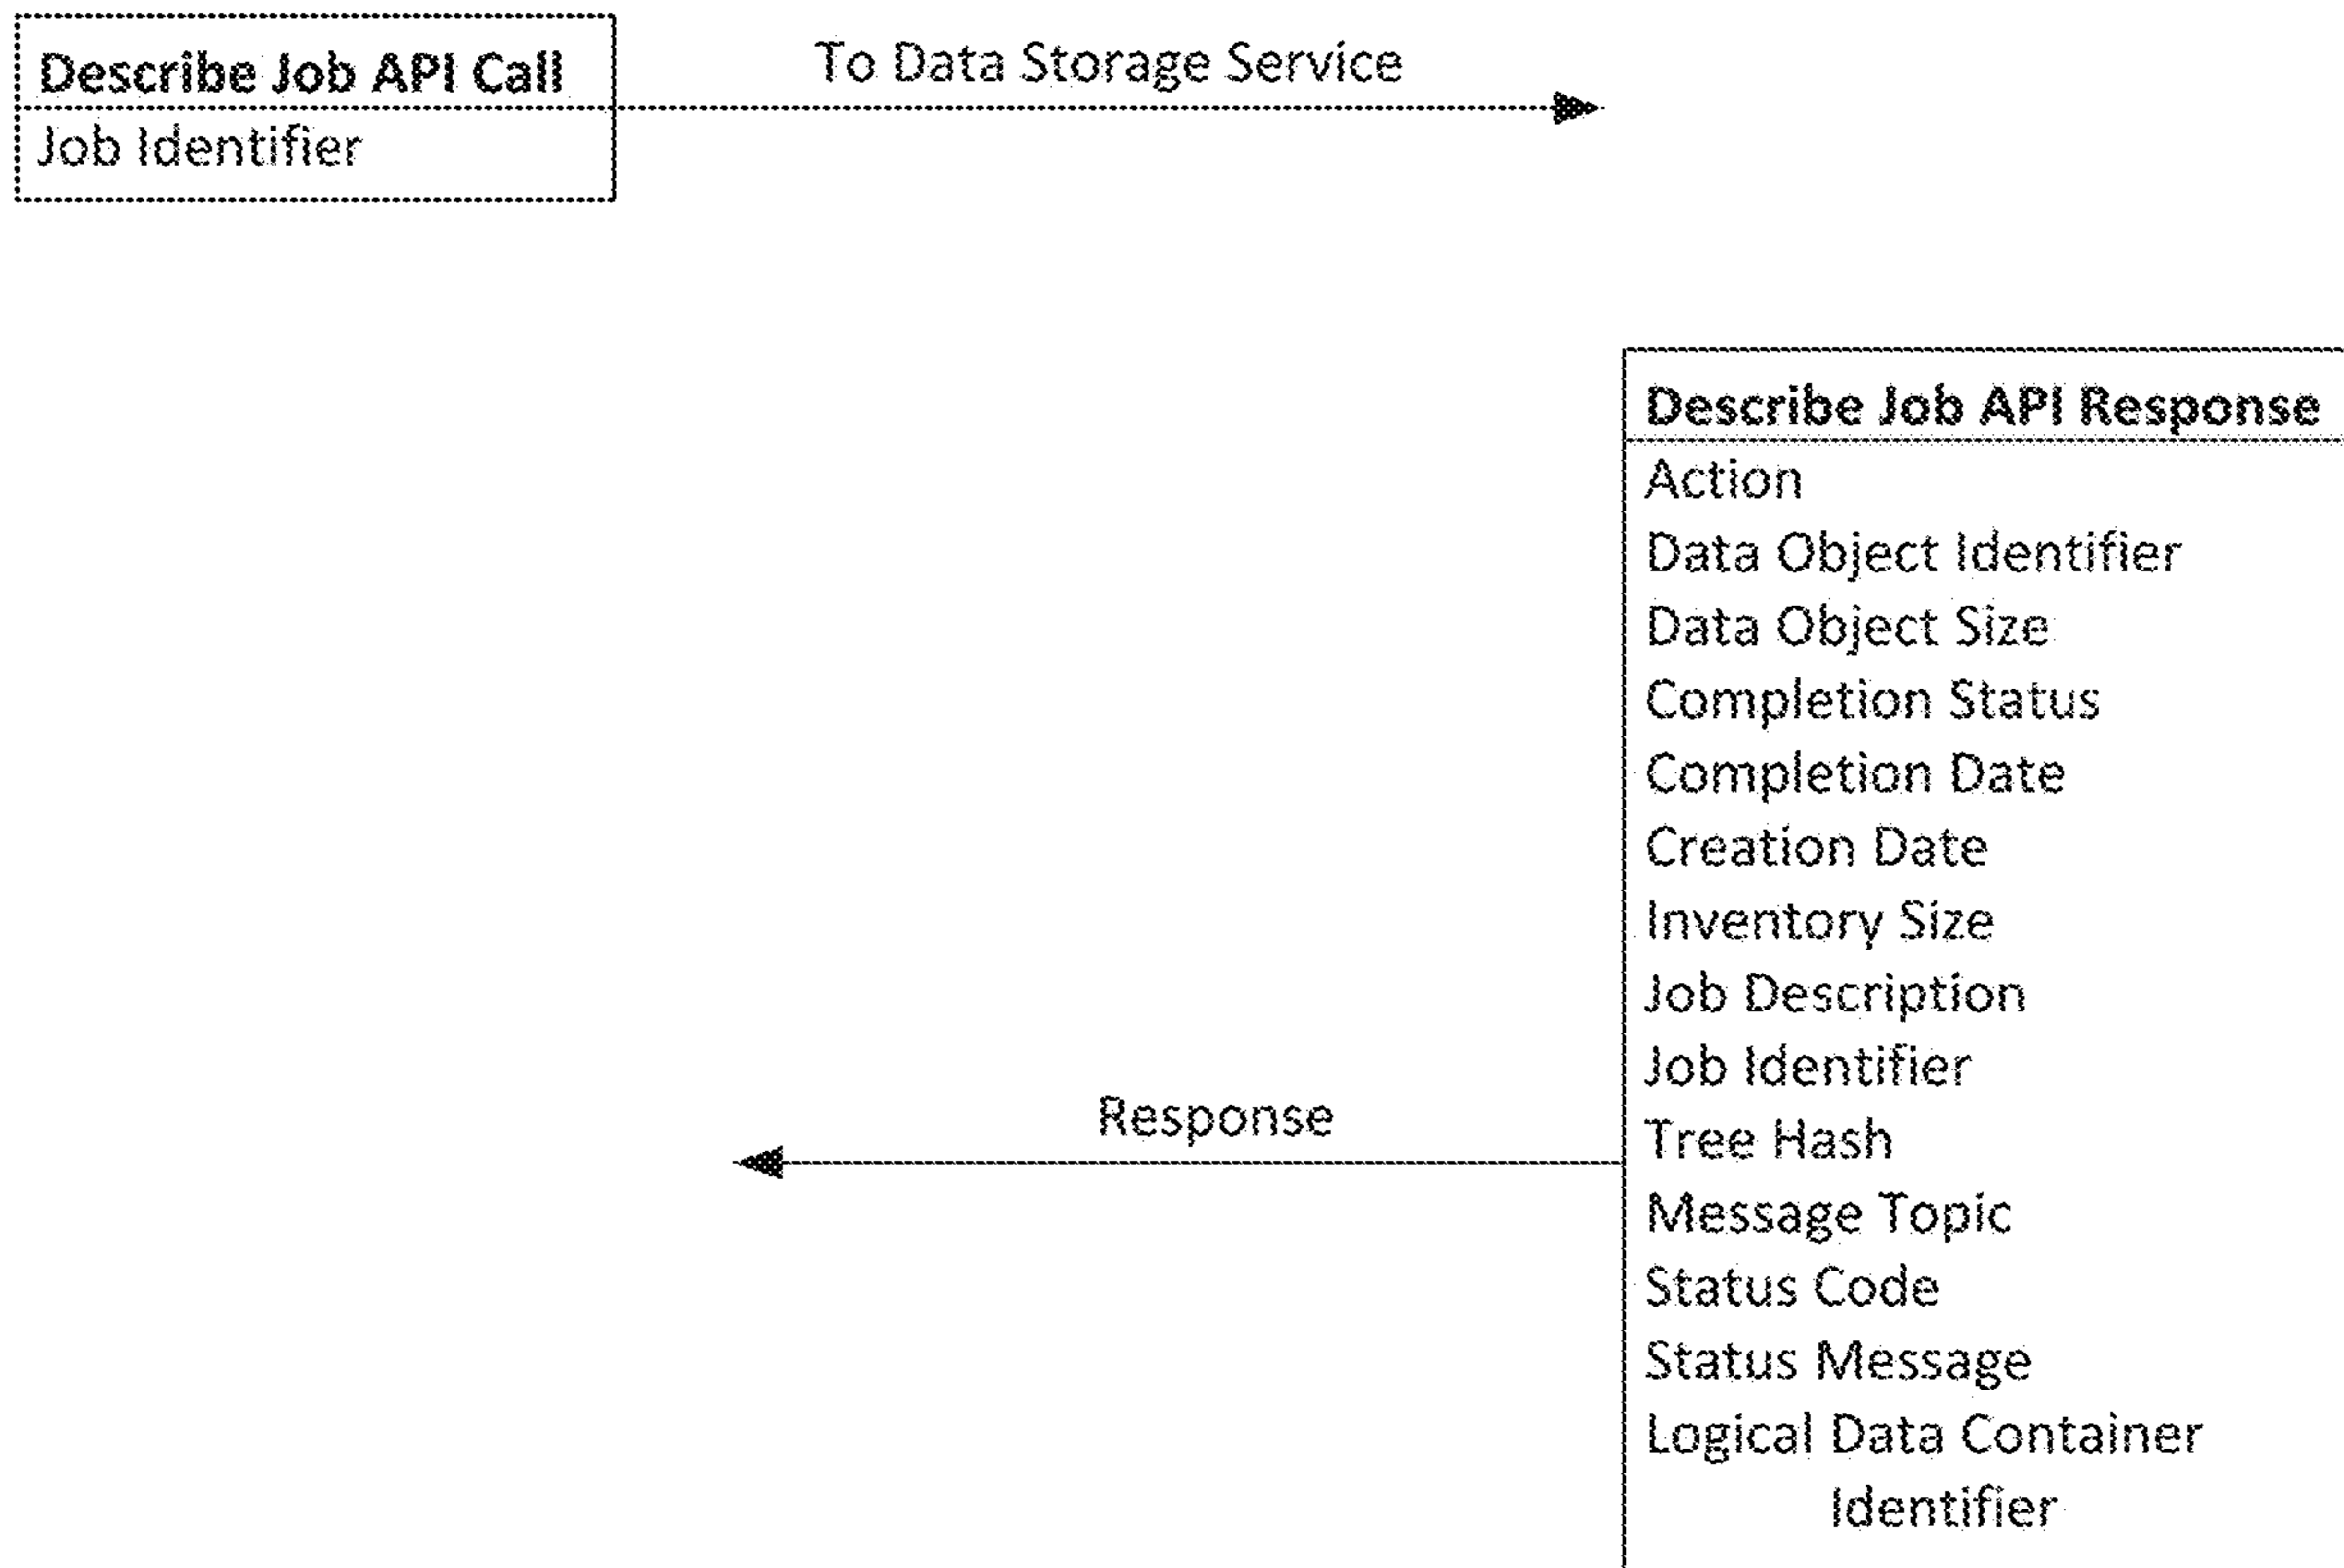 Describe Job API Call
Job Identifier
To Data Storage Service
Describe Job API Response
Action
Data Object Identifier
Data Object Size
Completion Status
Completion Date
Creation Date
Inventory Size
Job Description
Job Identifier
Tree Hash
Message Topic
Status Code
Status Message
Logical Data Container
Identifier
Response